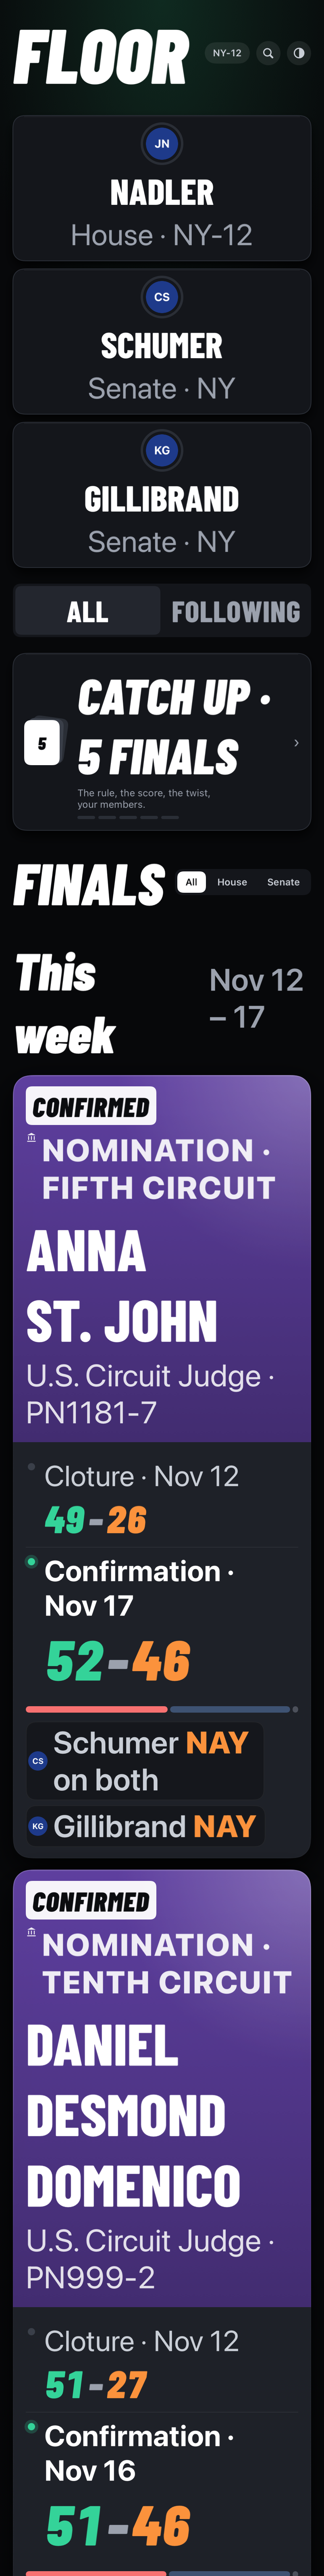 FLOOR
NY-12
JN
NADLER
House · NY-12
CS
SCHUMER
Senate · NY
KG
GILLIBRAND
Senate · NY
ALL
FOLLOWING
5
CATCH UP ·
5 FINALS
The rule, the score, the twist,
your members.
›
FINALS
All
House
Senate
This
week
Nov 12
– 17
CONFIRMED
NOMINATION ·
FIFTH CIRCUIT
ANNA
ST. JOHN
U.S. Circuit Judge ·
PN1181-7
Cloture · Nov 12
49–26
Confirmation ·
Nov 17
52–46
CS
Schumer NAY
on both
KG
Gillibrand NAY
CONFIRMED
NOMINATION ·
TENTH CIRCUIT
DANIEL
DESMOND
DOMENICO
U.S. Circuit Judge ·
PN999-2
Cloture · Nov 12
51–27
Confirmation ·
Nov 16
51–46